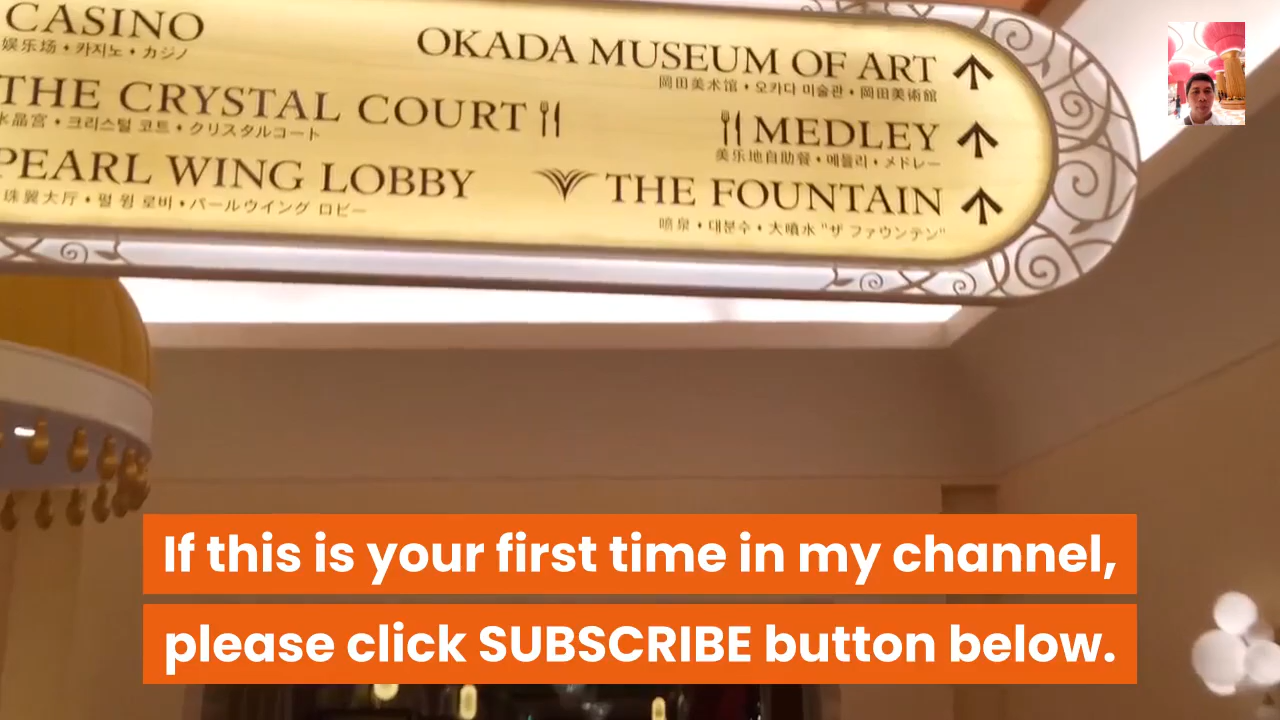 CASINO
娱乐场 • 카지노 • カジノ
THE CRYSTAL COURT
水晶宮 • 크리스털 코트 • クリスタルコート
PEARL WING LOBBY
珠翼大厅 • 펄 윙 로비 • パールウイング ロビー
OKADA MUSEUM OF ART
岡田美术馆 • 오카다 미술관 • 岡田美術館
MEDLEY
美乐地自助餐 • 메들리 • メドレー
THE FOUNTAIN
喷泉 • 대분수 • 大噴水 "ザ ファウンテン"
If this is your first time in my channel,
please click SUBSCRIBE button below.